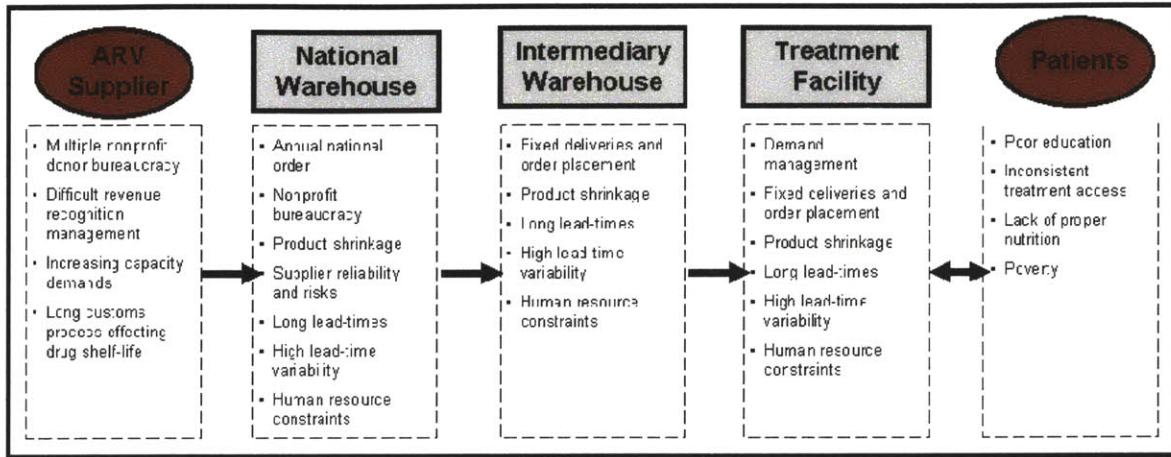 ARV
Supplier
• Multiple nonprofit
donor bureaucracy
• Difficult revenue
recognition
management
• Increasing capacity
demands
• Long customs
process effecting
drug shelf-life
National
Warehouse
• Annual national
order
• Nonprofit
bureaucracy
• Product shrinkage
• Supplier reliability
and risks
• Long lead-times
• High lead-time
variability
• Human resource
constraints
Intermediary
Warehouse
• Fixed deliveries and
order placement
• Product shrinkage
• Long lead-times
• High lead time
variability
• Human resource
constraints
Treatment
Facility
• Demand
management
• Fixed deliveries and
order placement
• Product shrinkage
• Long lead-times
• High lead-time
variability
• Human resource
constraints
Patients
• Poor education
• Inconsistent
treatment access
• Lack of proper
nutrition
• Poverty